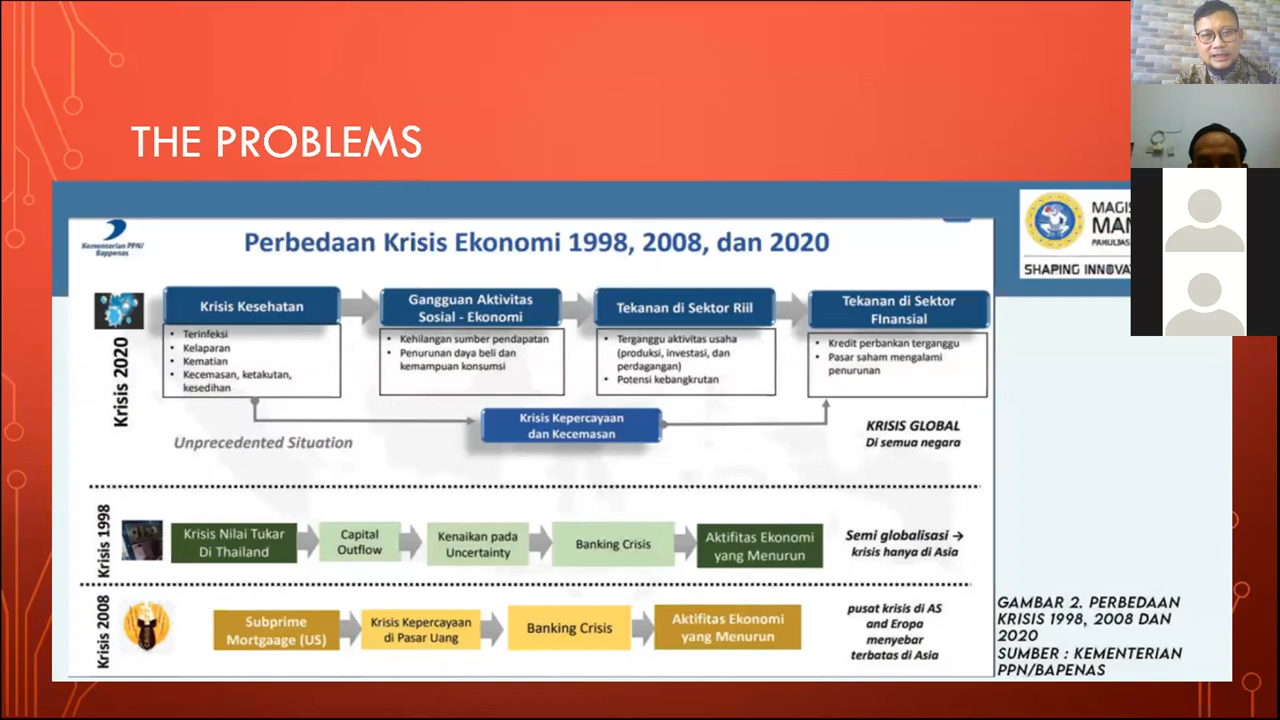 THE PROBLEMS
Kementerian PPN/
Bappenas
Perbedaan Krisis Ekonomi 1998, 2008, dan 2020
MAGIS
MAN
FAKULTAS
SHAPING INNOVA
Krisis 2020
Krisis Kesehatan
• Terinfeksi
• Kelaparan
• Kematian
• Kecemasan, ketakutan,
kesedihan
Gangguan Aktivitas
Sosial - Ekonomi
• Kehilangan sumber pendapatan
• Penurunan daya beli dan
kemampuan konsumsi
Tekanan di Sektor Riil
• Terganggu aktivitas usaha
(produksi, investasi, dan
perdagangan)
• Potensi kebangkrutan
Tekanan di Sektor
FInansial
• Kredit perbankan terganggu
• Pasar saham mengalami
penurunan
Krisis Kepercayaan
dan Kecemasan
Unprecedented Situation
KRISIS GLOBAL
Di semua negara
Krisis 1998
Krisis Nilai Tukar
Di Thailand
Capital
Outflow
Kenaikan pada
Uncertainty
Banking Crisis
Aktifitas Ekonomi
yang Menurun
Semi globalisasi →
krisis hanya di Asia
Krisis 2008
Subprime
Mortgaage (US)
Krisis Kepercayaan
di Pasar Uang
Banking Crisis
Aktifitas Ekonomi
yang Menurun
pusat krisis di AS
and Eropa
menyebar
terbatas di Asia
GAMBAR 2. PERBEDAAN
KRISIS 1998, 2008 DAN
2020
SUMBER : KEMENTERIAN
PPN/BAPENAS